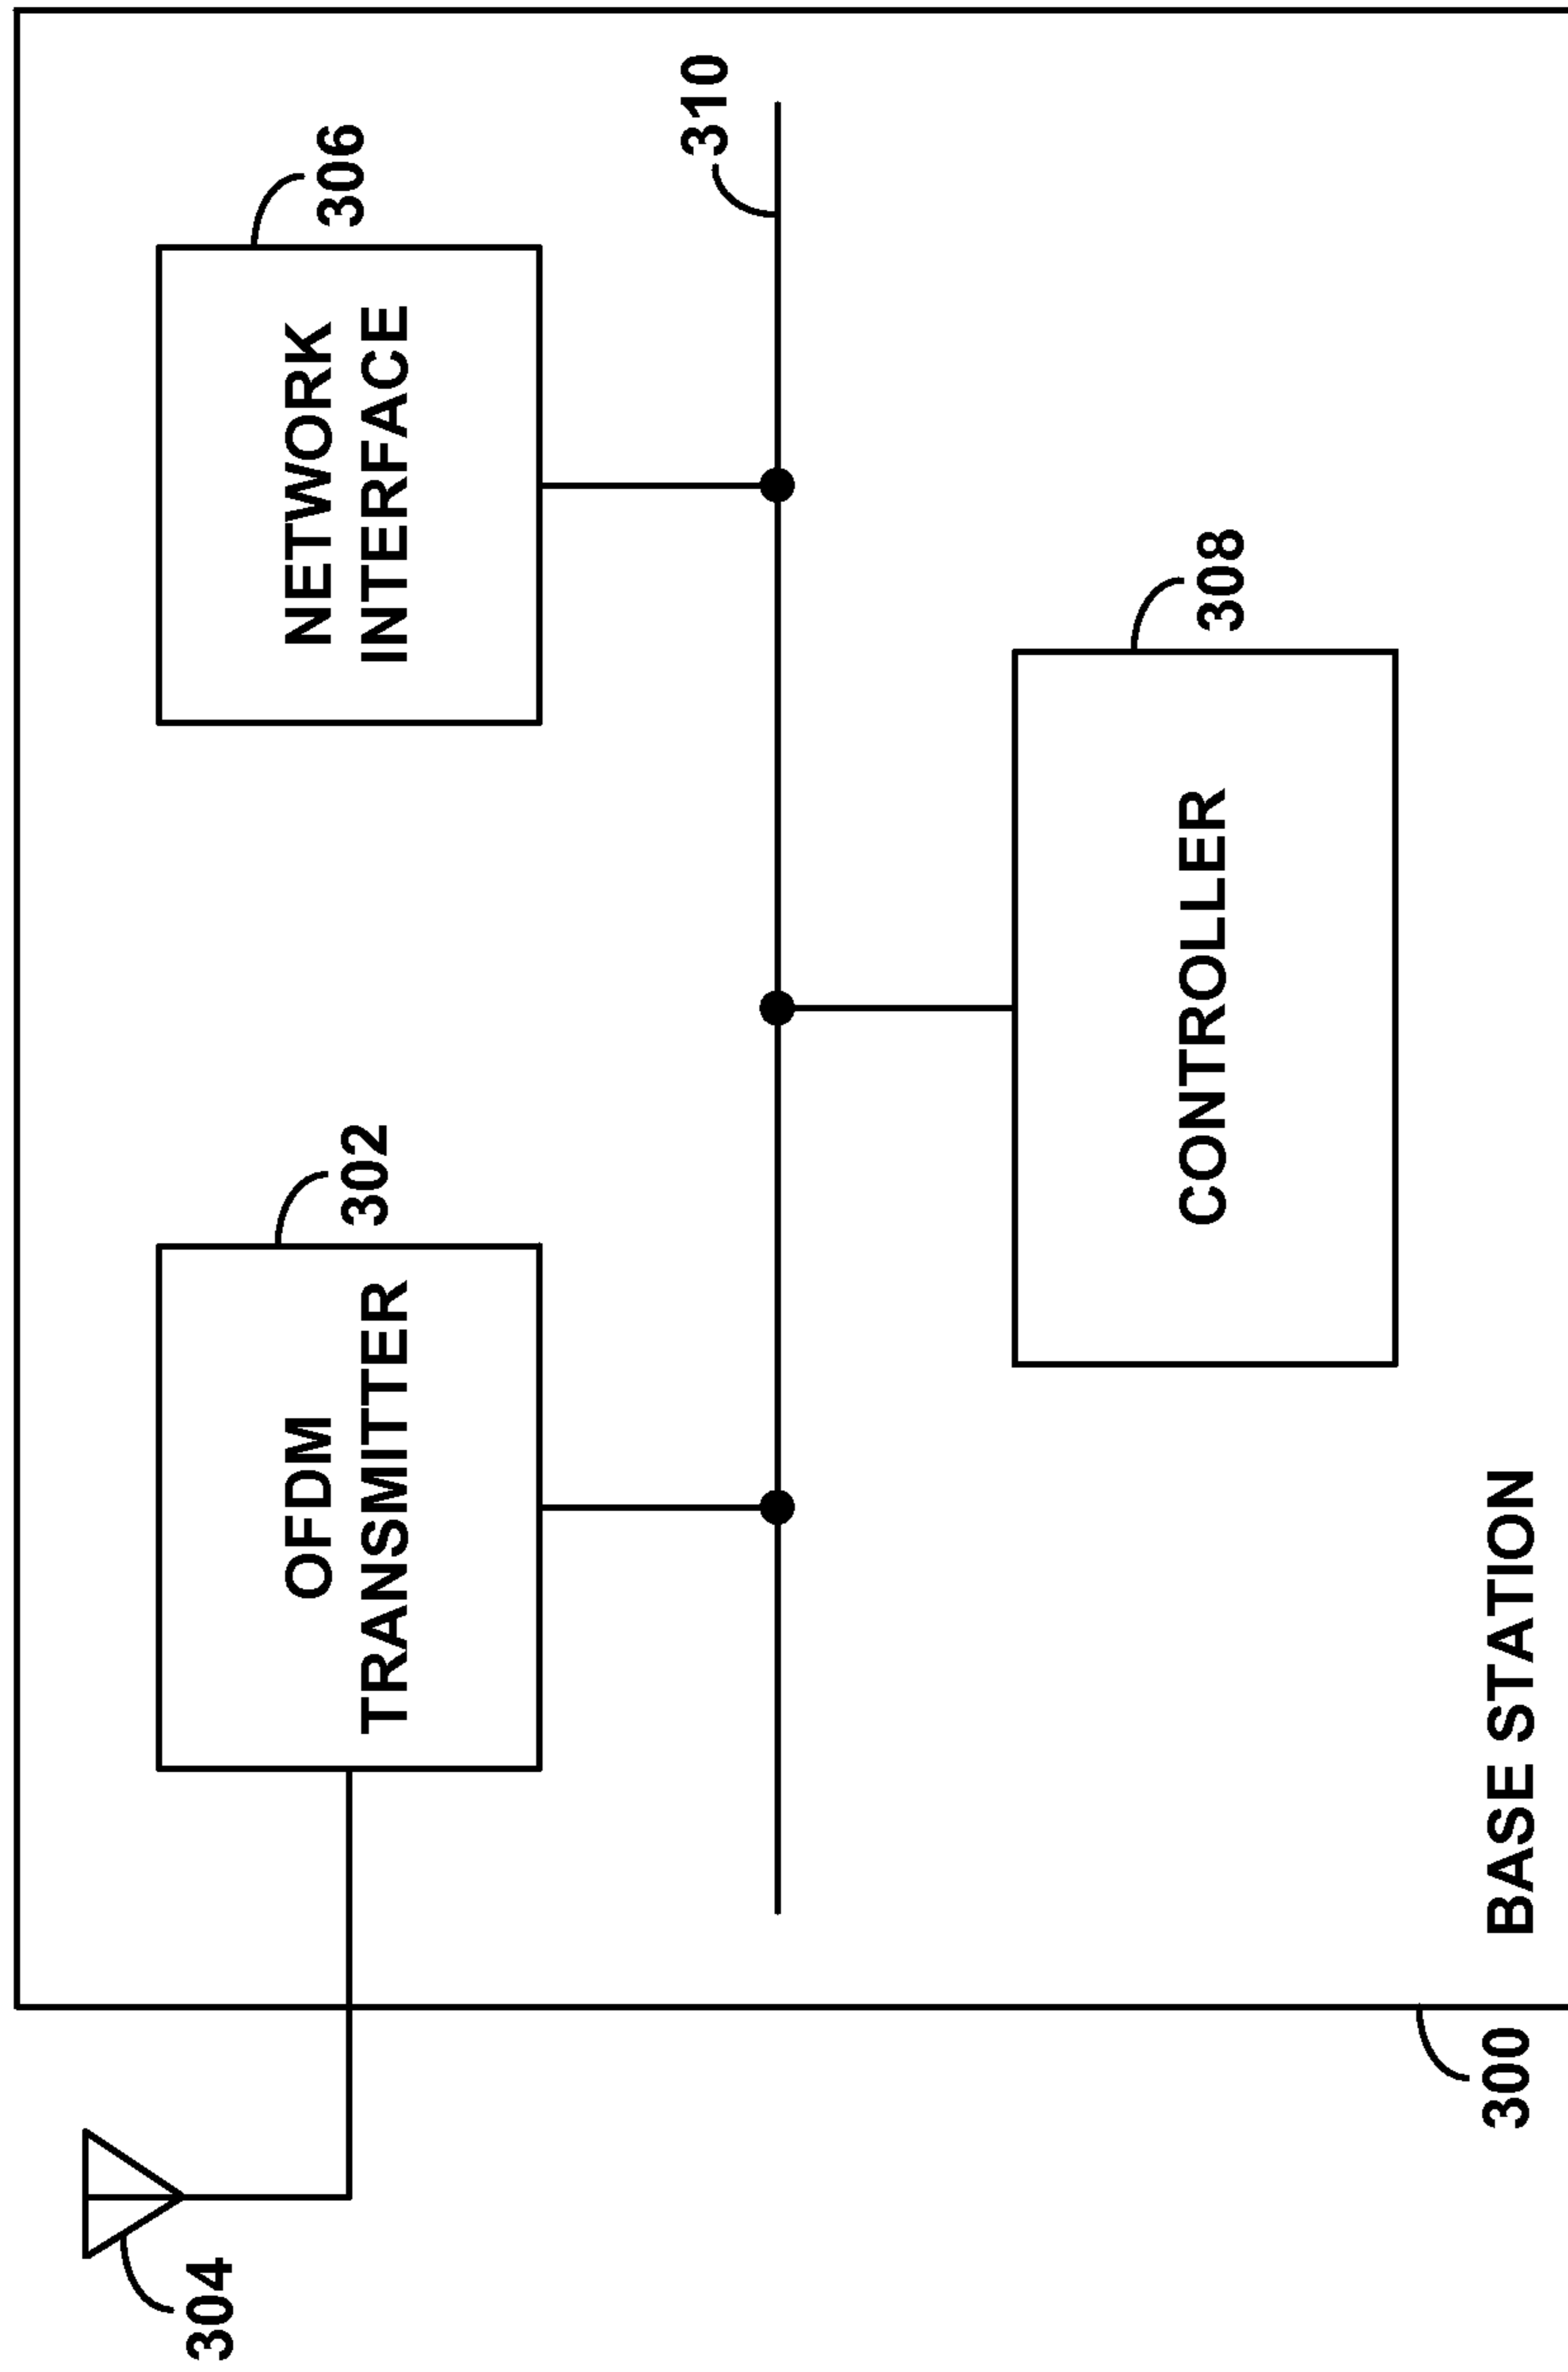 304
OFDM
TRANSMITTER
302
NETWORK
INTERFACE
306
310
CONTROLLER
308
300
BASE STATION